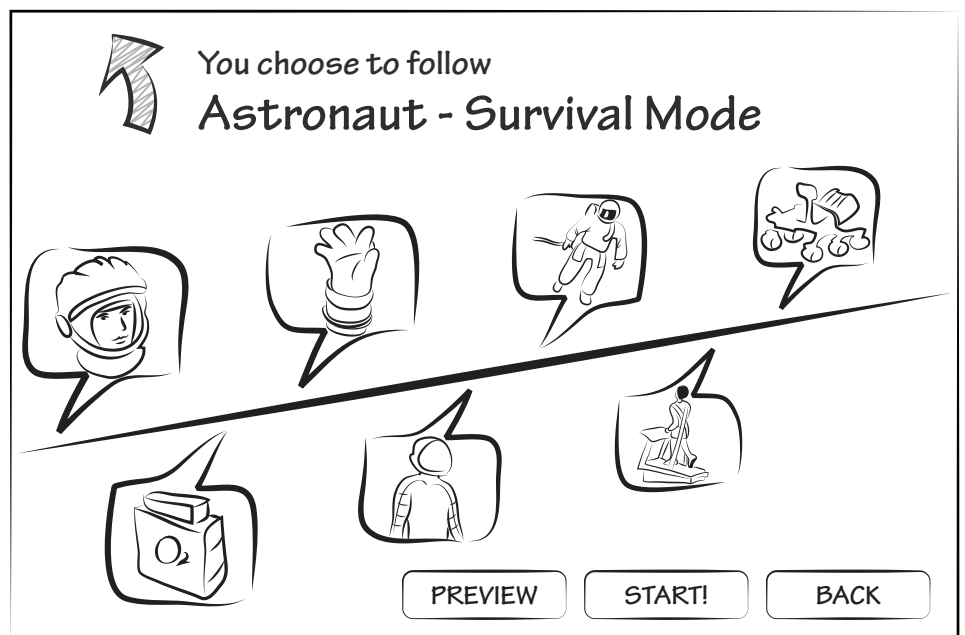 You choose to follow
Astronaut - Survival Mode
O₂
PREVIEW
START!
BACK